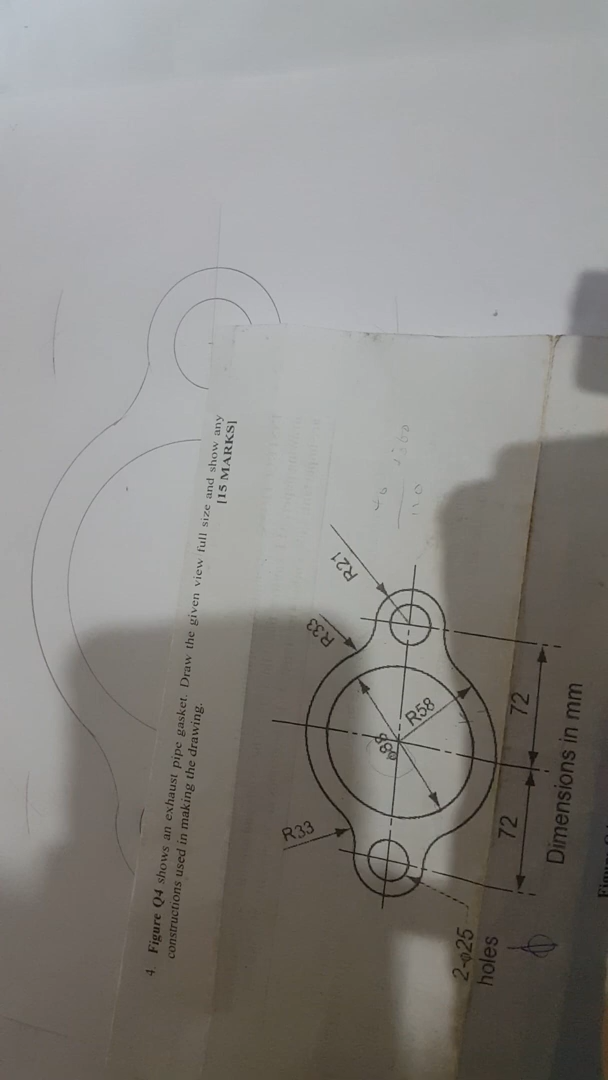 4. Figure Q4 shows an exhaust pipe gasket. Draw the given view full size and show any
constructions used in making the drawing.
[15 MARKS]
R33
R33
R21
R58
72
72
2-ø25
holes
Dimensions in mm